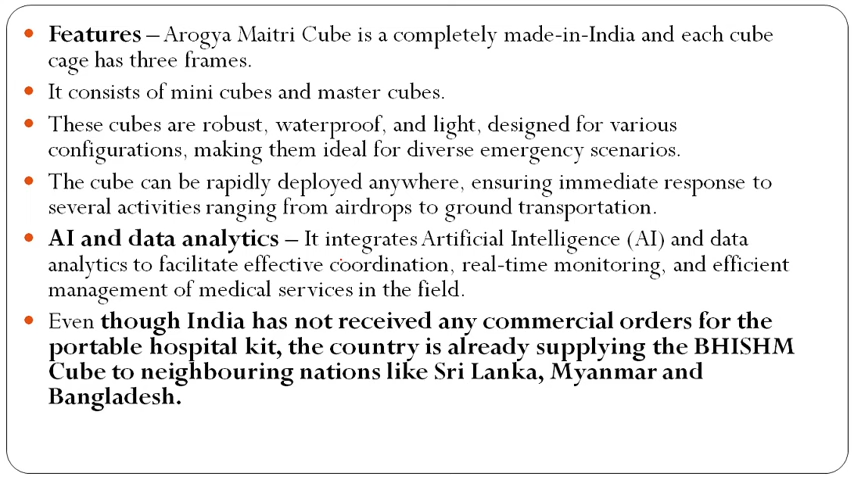 Features – Arogya Maitri Cube is a completely made-in-India and each cube
cage has three frames.
It consists of mini cubes and master cubes.
These cubes are robust, waterproof, and light, designed for various
configurations, making them ideal for diverse emergency scenarios.
The cube can be rapidly deployed anywhere, ensuring immediate response to
several activities ranging from airdrops to ground transportation.
AI and data analytics – It integrates Artificial Intelligence (AI) and data
analytics to facilitate effective coordination, real-time monitoring, and efficient
management of medical services in the field.
Even though India has not received any commercial orders for the
portable hospital kit, the country is already supplying the BHISHM
Cube to neighbouring nations like Sri Lanka, Myanmar and
Bangladesh.